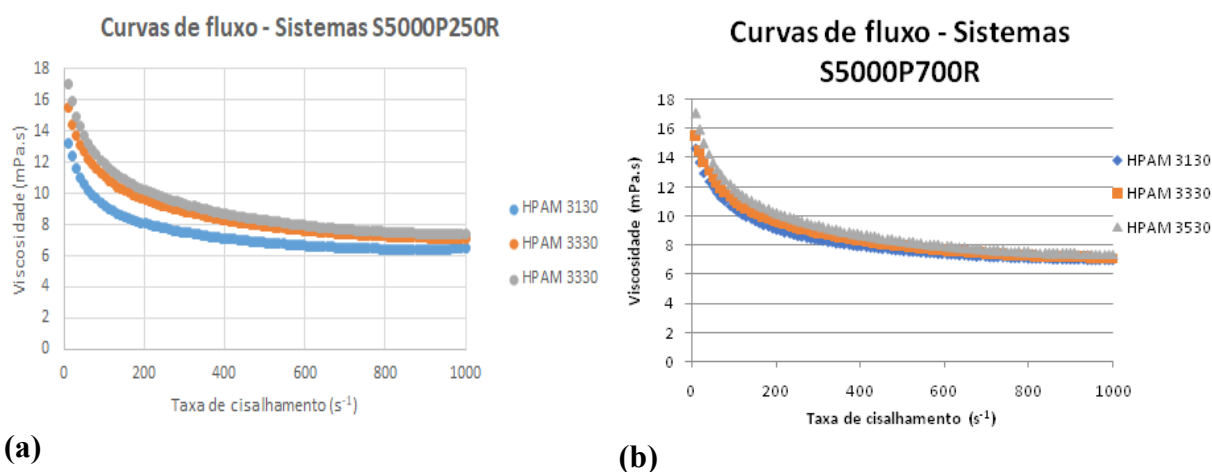 Curvas de fluxo - Sistemas S5000P250R
Viscosidade (mPa.s)
18
16
14
12
10
8
6
4
2
0
0 200 400 600 800 1000
Taxa de cisalhamento (s⁻¹)
HPAM 3130
HPAM 3330
HPAM 3330
(a)
Curvas de fluxo - Sistemas
S5000P700R
Viscosidade (mPa.s)
18
16
14
12
10
8
6
4
2
0
0 200 400 600 800 1000
Taxa de cisalhamento (s⁻¹)
HPAM 3130
HPAM 3330
HPAM 3530
(b)